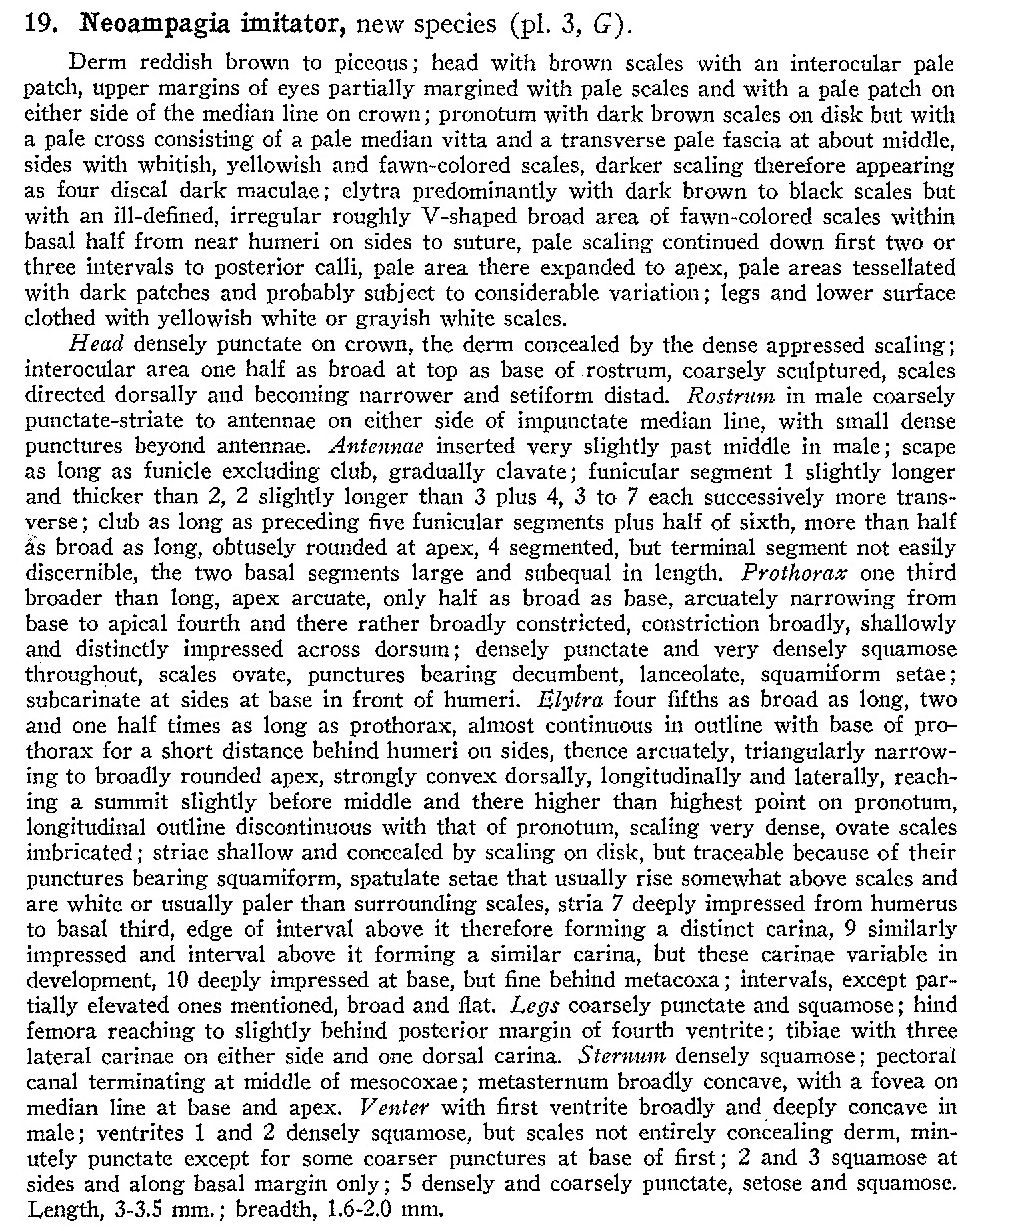 19. Neoampagia imitator, new species (pl. 3, G).
Derm reddish brown to piceous; head with brown scales with an interocular pale
patch, upper margins of eyes partially margined with pale scales and with a pale patch on
either side of the median line on crown; pronotum with dark brown scales on disk but with
a pale cross consisting of a pale median vitta and a transverse pale fascia at about middle,
sides with whitish, yellowish and fawn-colored scales, darker scaling therefore appearing
as four discal dark maculae; elytra predominantly with dark brown to black scales but
with an ill-defined, irregular roughly V-shaped broad area of fawn-colored scales within
basal half from near humeri on sides to suture, pale scaling continued down first two or
three intervals to posterior calli, pale area there expanded to apex, pale areas tessellated
with dark patches and probably subject to considerable variation; legs and lower surface
clothed with yellowish white or grayish white scales.
Head densely punctate on crown, the derm concealed by the dense appressed scaling;
interocular area one half as broad at top as base of rostrum, coarsely sculptured, scales
directed dorsally and becoming narrower and setiform distad. Rostrum in male coarsely
punctate-striate to antennae on either side of impunctate median line, with small dense
punctures beyond antennae. Antennae inserted very slightly past middle in male; scape
as long as funicle excluding club, gradually clavate; funicular segment 1 slightly longer
and thicker than 2, 2 slightly longer than 3 plus 4, 3 to 7 each successively more trans-
verse; club as long as preceding five funicular segments plus half of sixth, more than half
as broad as long, obtusely rounded at apex, 4 segmented, but terminal segment not easily
discernible, the two basal segments large and subequal in length. Prothorax one third
broader than long, apex arcuate, only half as broad as base, arcuately narrowing from
base to apical fourth and there rather broadly constricted, constriction broadly, shallowly
and distinctly impressed across dorsum; densely punctate and very densely squamose
throughout, scales ovate, punctures bearing decumbent, lanceolate, squamiform setae;
subcarinate at sides at base in front of humeri. Elytra four fifths as broad as long, two
and one half times as long as prothorax, almost continuous in outline with base of pro-
thorax for a short distance behind humeri on sides, thence arcuately, triangularly narrow-
ing to broadly rounded apex, strongly convex dorsally, longitudinally and laterally, reach-
ing a summit slightly before middle and there higher than highest point on pronotum,
longitudinal outline discontinuous with that of pronotum, scaling very dense, ovate scales
imbricated; striae shallow and concealed by scaling on disk, but traceable because of their
punctures bearing squamiform, spatulate setae that usually rise somewhat above scales and
are white or usually paler than surrounding scales, stria 7 deeply impressed from humerus
to basal third, edge of interval above it therefore forming a distinct carina, 9 similarly
impressed and interval above it forming a similar carina, but these carinae variable in
development, 10 deeply impressed at base, but fine behind metacoxa; intervals, except par-
tially elevated ones mentioned, broad and flat. Legs coarsely punctate and squamose; hind
femora reaching to slightly behind posterior margin of fourth ventrite; tibiae with three
lateral carinae on either side and one dorsal carina. Sternum densely squamose; pectoral
canal terminating at middle of mesocoxae; metasternum broadly concave, with a fovea on
median line at base and apex. Venter with first ventrite broadly and deeply concave in
male; ventrites 1 and 2 densely squamose, but scales not entirely concealing derm, min-
utely punctate except for some coarser punctures at base of first; 2 and 3 squamose at
sides and along basal margin only; 5 densely and coarsely punctate, setose and squamose.
Length, 3-3.5 mm.; breadth, 1.6-2.0 mm.